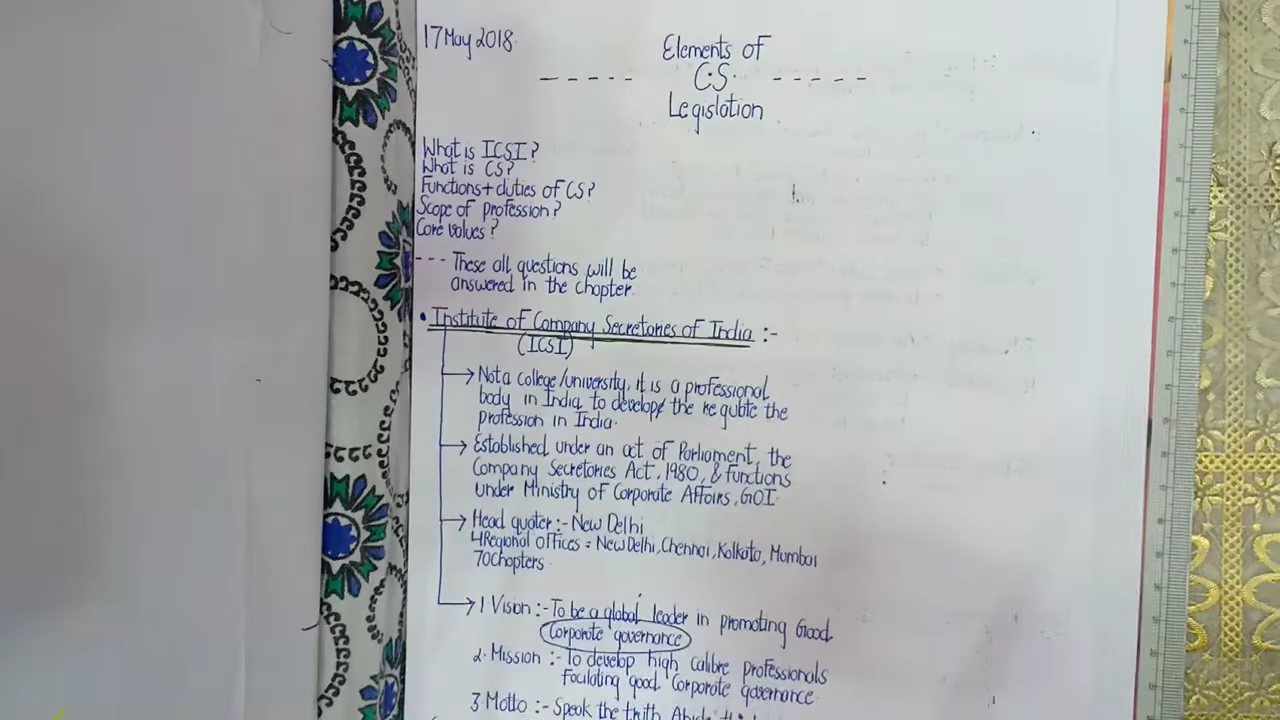 17 May 2018
Elements of
C.S.
Legislation
What is ICSI?
What is CS?
Functions + duties of CS?
Scope of profession?
Core values?
--- These all questions will be
answered in the chapter.
• Institute of Company Secretaries of India :-
(ICSI)
→ Not a college/university, it is a professional
body in India to develop the regulate the
profession in India.
→ Established under an act of Parliament, the
Company Secretaries Act, 1980, & functions
under Ministry of Corporate Affairs, GOI.
→ Head quoter :- New Delhi
4 Regional offices = New Delhi, Chennai, Kolkata, Mumbai
70 Chapters
→ 1 Vision :- To be a global leader in promoting Good
Corporate governance
2. Mission :- To develop high calibre professionals
Facilating good Corporate governance
3 Motto :- Speak the truth Abide